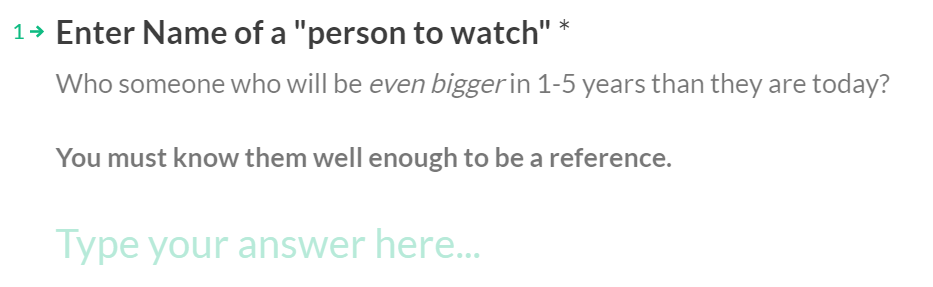 1→ Enter Name of a "person to watch" *
Who someone who will be even bigger in 1-5 years than they are today?
You must know them well enough to be a reference.
Type your answer here...